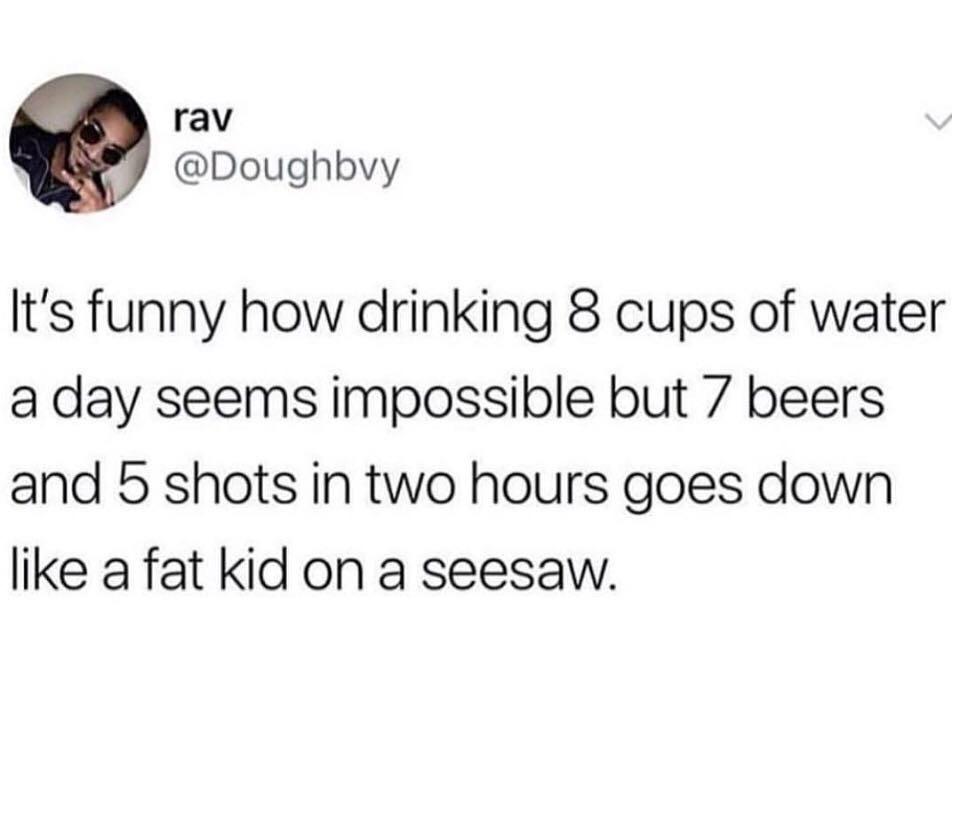 rav
@Doughbvy
It's funny how drinking 8 cups of water
a day seems impossible but 7 beers
and 5 shots in two hours goes down
like a fat kid on a seesaw.